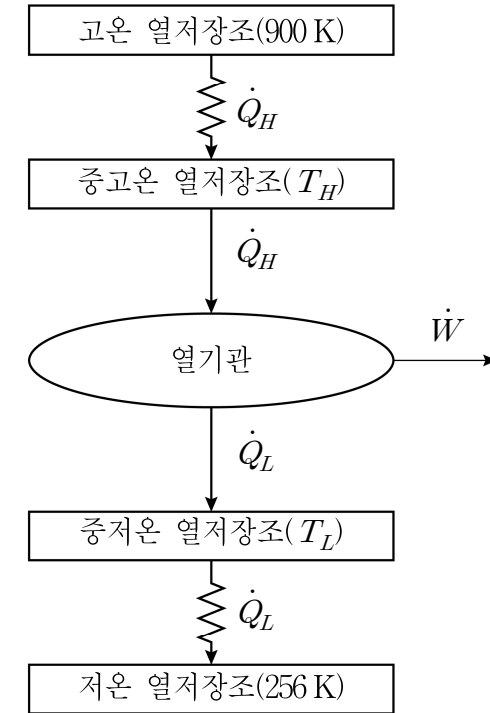 고온 열저장조(900 K)
Q̇_H
중고온 열저장조( T_H)
Q̇_H
열기관
Ẇ
Q̇_L
중저온 열저장조( T_L)
Q̇_L
저온 열저장조(256 K)